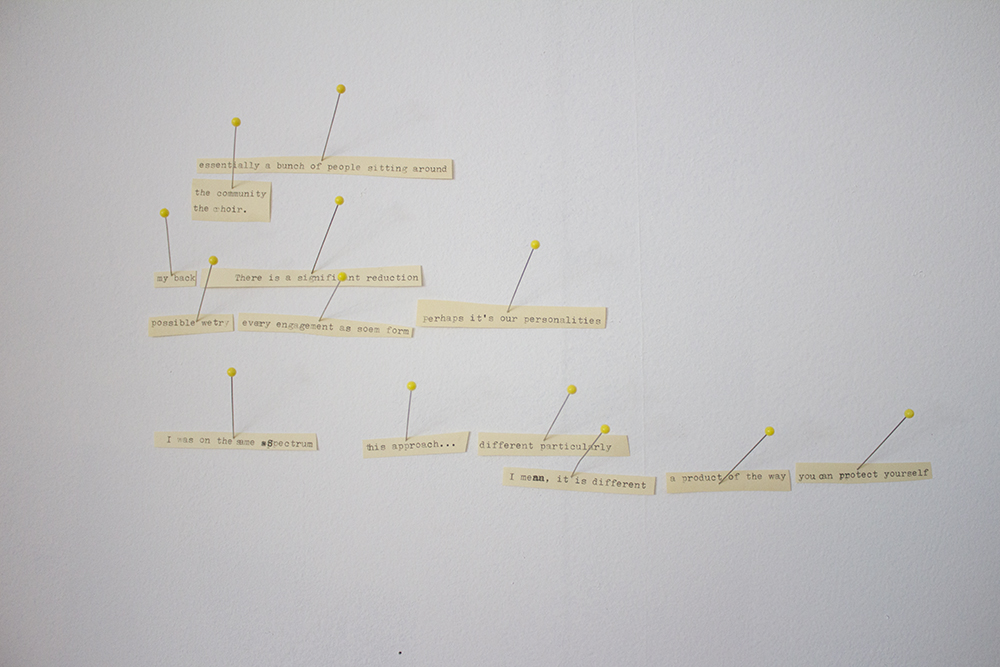 essentially a bunch of people sitting around
the community
the choir.
my back There is a significant reduction
possible wetry every engagement as soem form perhaps it's our personalities
I was on the same sSpectrum this approach... different particularly
I meann, it is different a product of the way you can protect yourself